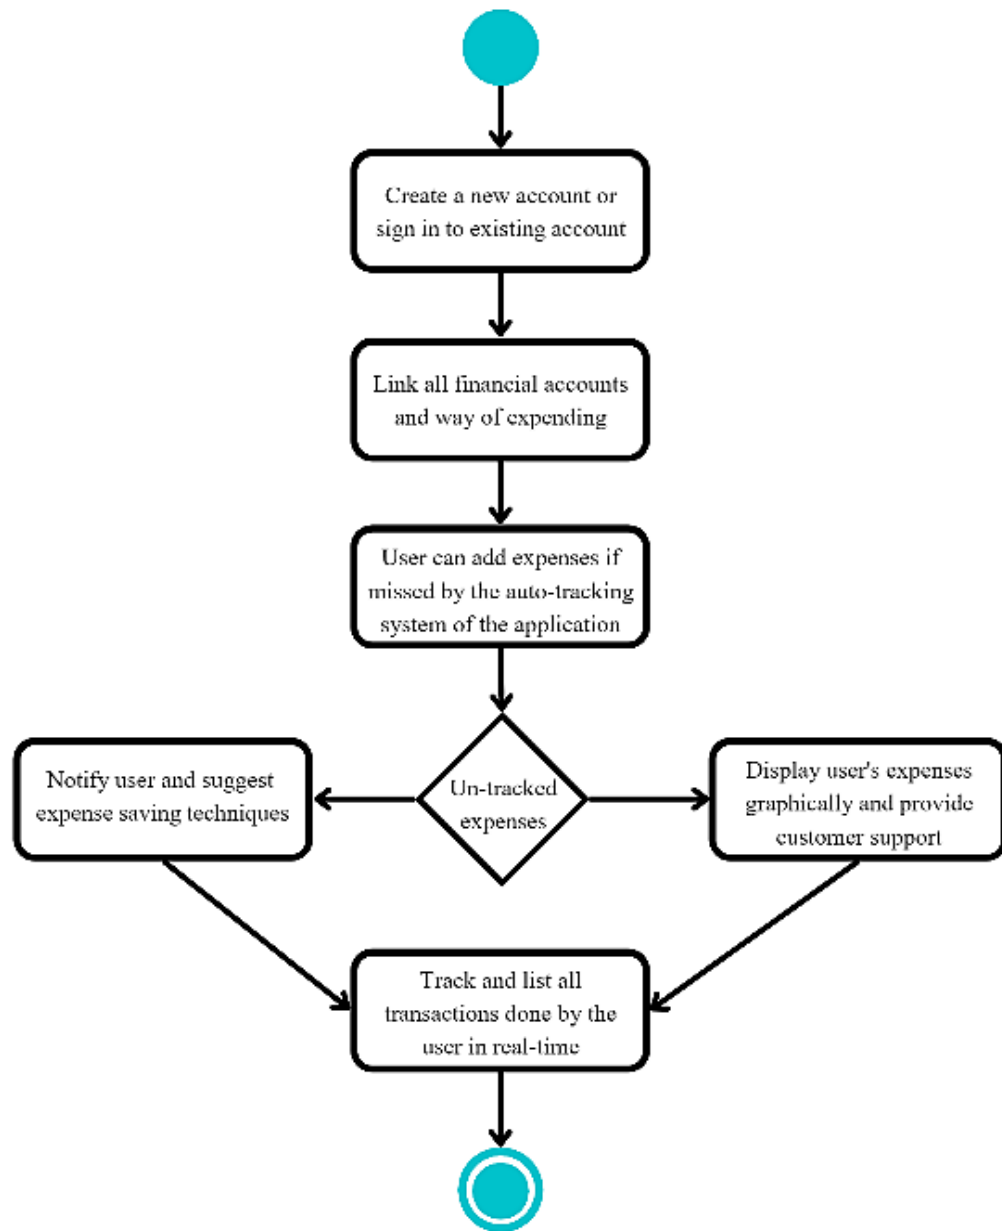 Create a new account or
sign in to existing account
Link all financial accounts
and way of expending
User can add expenses if
missed by the auto-tracking
system of the application
Notify user and suggest
expense saving techniques
Un-tracked
expenses
Display user's expenses
graphically and provide
customer support
Track and list all
transactions done by the
user in real-time